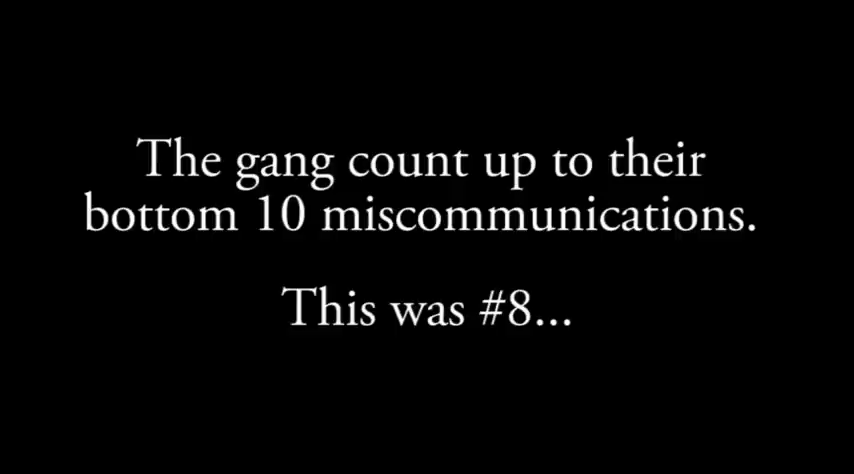 The gang count up to their
bottom 10 miscommunications.
This was #8...